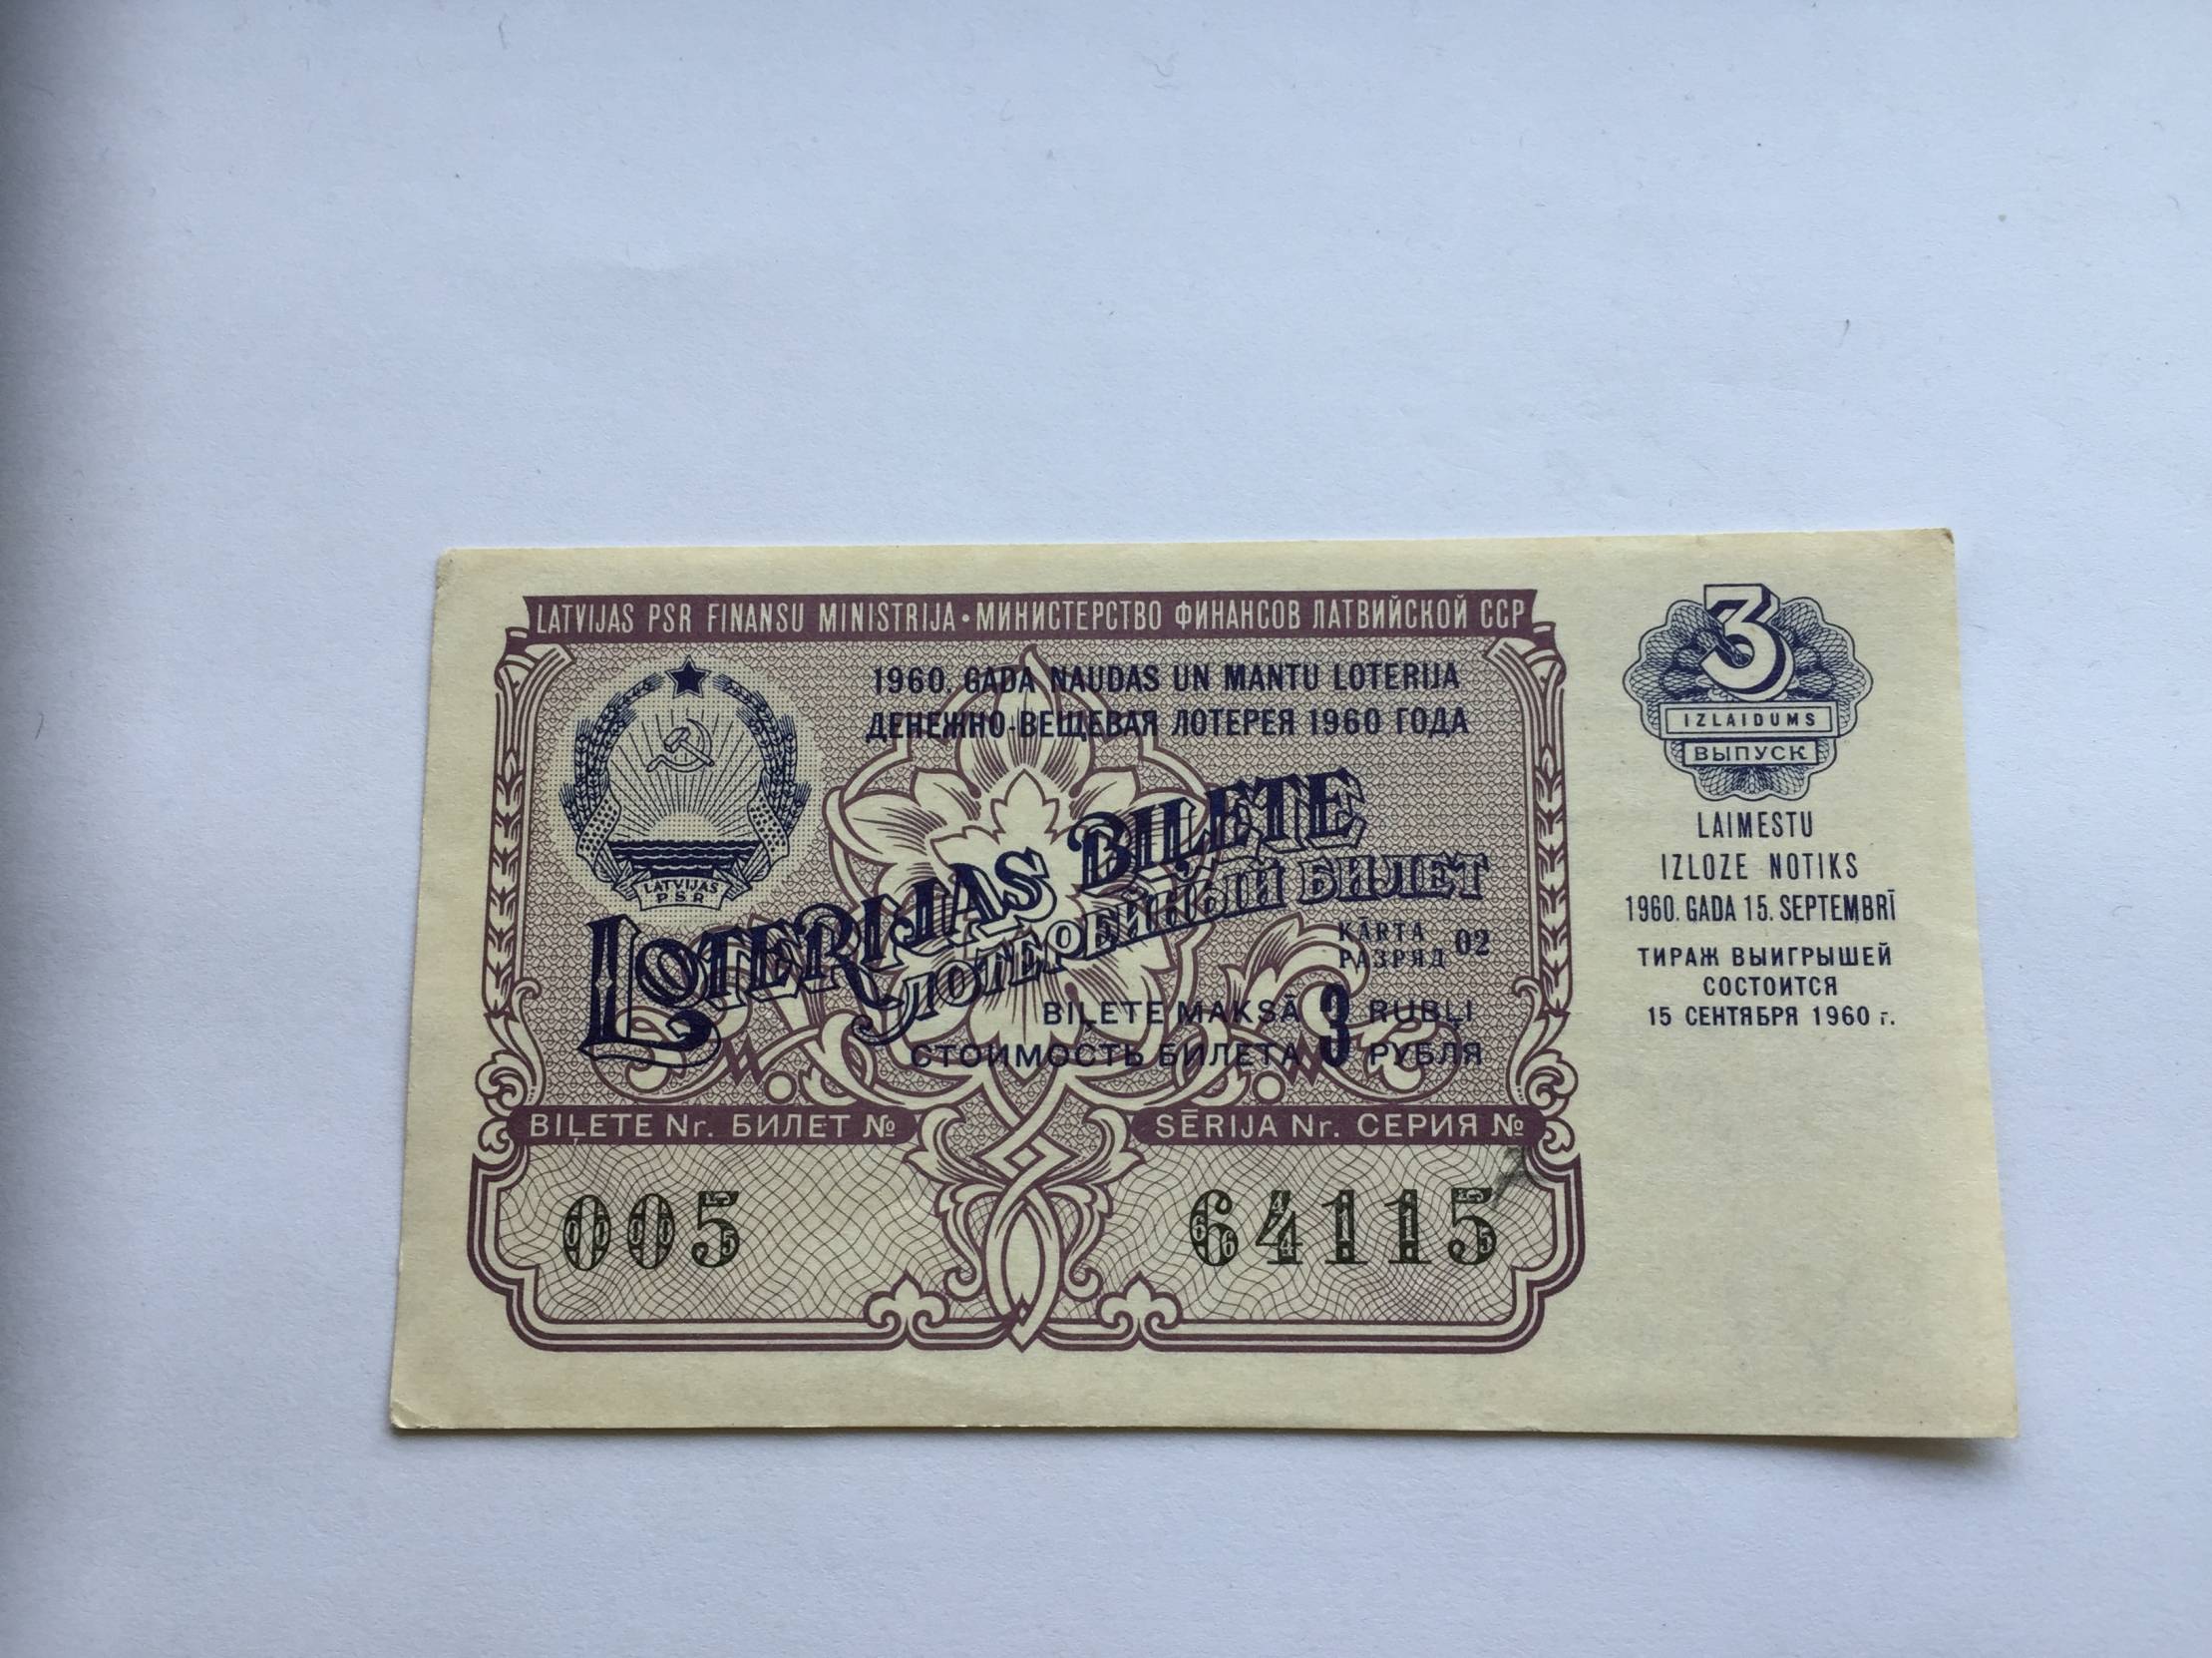 LATVIJAS PSR FINANSU MINISTRIJA • МИНИСТЕРСТВО ФИНАНСОВ ЛАТВИЙСКОЙ ССР
1960. GADA NAUDAS UN MANTU LOTERIJA
ДЕНЕЖНО-ВЕЩЕВАЯ ЛОТЕРЕЯ 1960 ГОДА
LATVIJAS
PSR
LOTERIJAS BIĻETE
ЛОТЕРЕЙНЫЙ БИЛЕТ
KĀRTA
РАЗРЯД 02
BIĻETE MAKSĀ 3 RUBĻI
СТОИМОСТЬ БИЛЕТА 3 РУБЛЯ
BIĻETE Nr. БИЛЕТ №
SĒRIJA Nr. СЕРИЯ №
005
64115
3
IZLAIDUMS
ВЫПУСК
LAIMESTU
IZLOZE NOTIKS
1960. GADA 15. SEPTEMBRĪ
ТИРАЖ ВЫИГРЫШЕЙ
СОСТОИТСЯ
15 СЕНТЯБРЯ 1960 г.